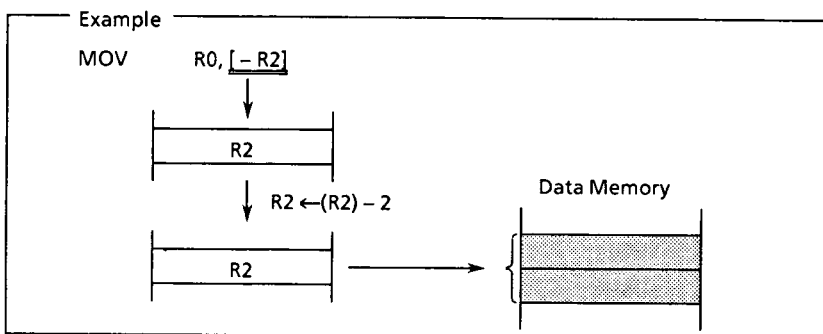 Example
MOV R0, [ – R2]
R2
R2 ←(R2) – 2
Data Memory
R2